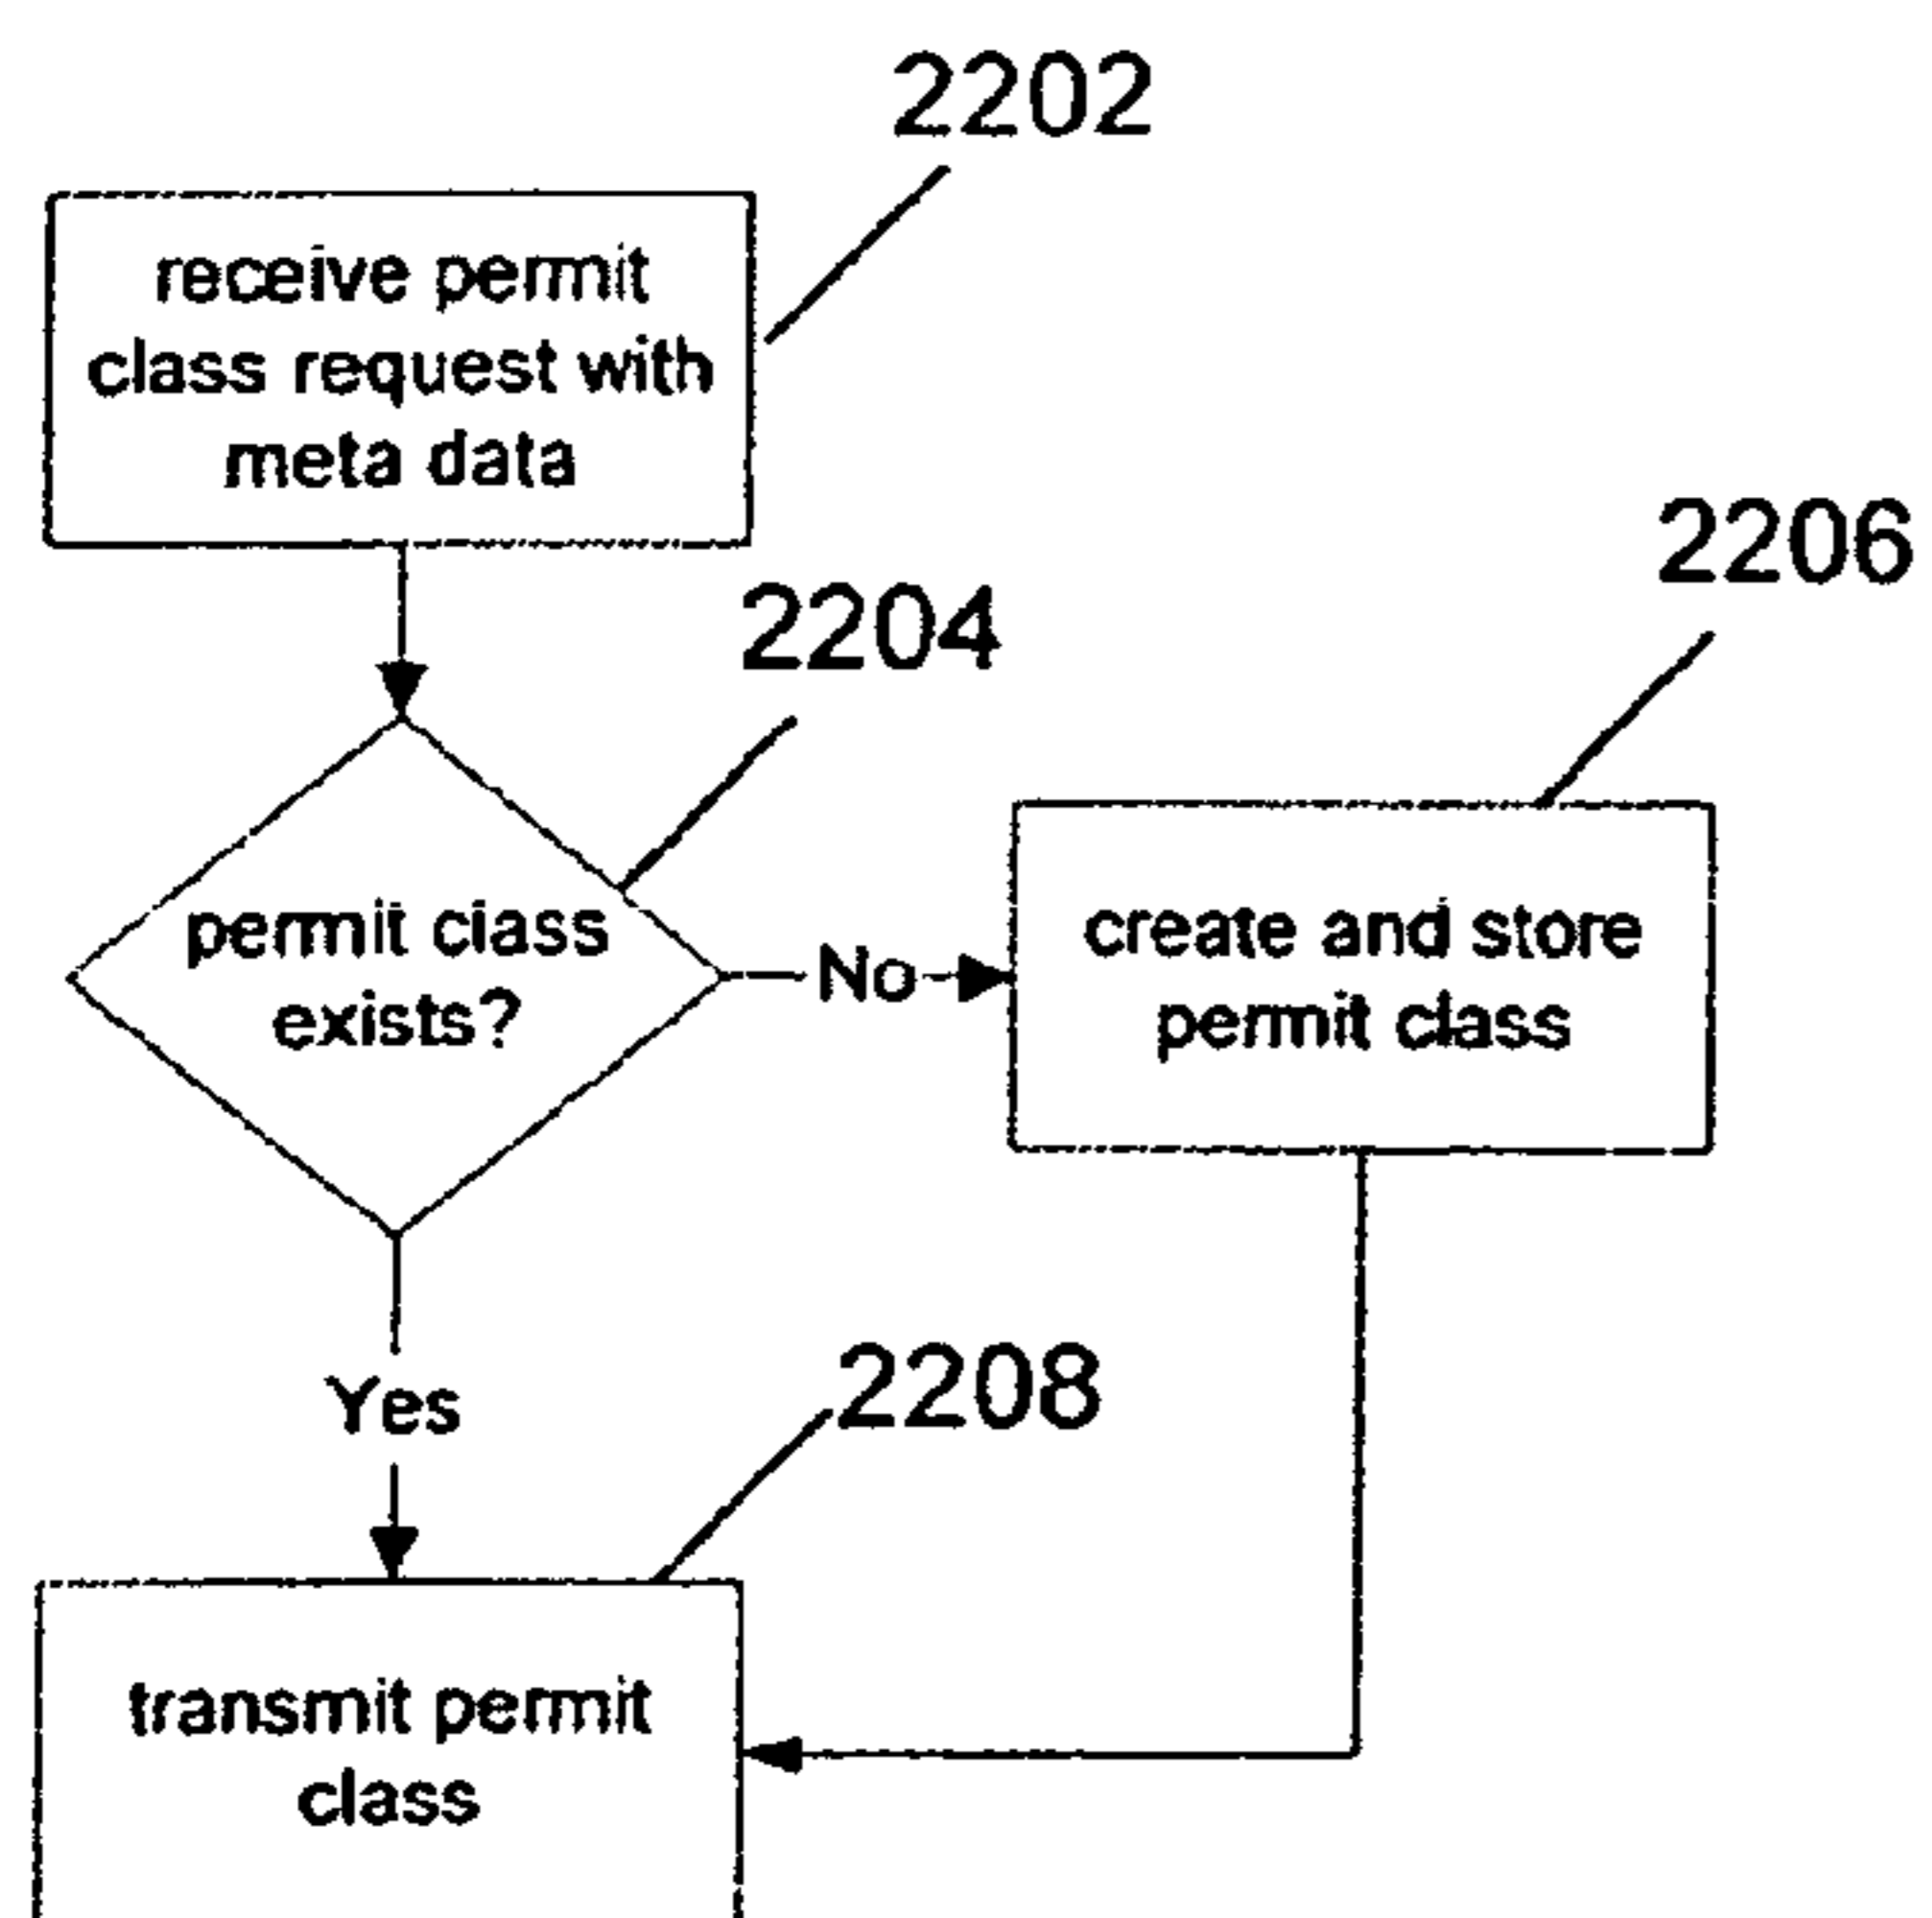 2202
receive permit
class request with
meta data
2204
2206
permit class
exists?
No
create and store
permit class
Yes
2208
transmit permit
class